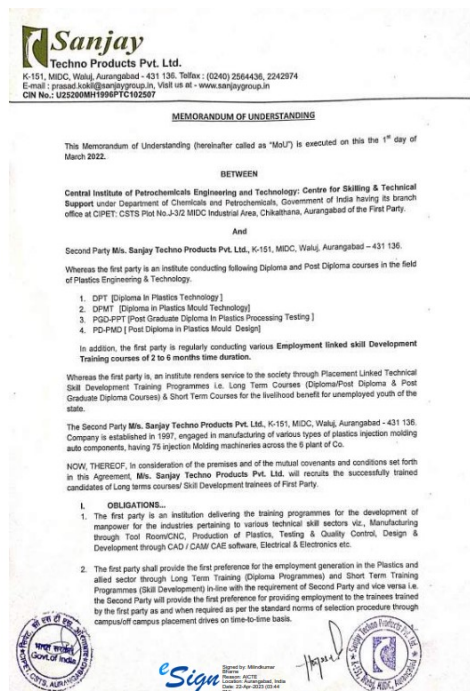 Sanjay
Techno Products Pvt. Ltd.
K-151, MIDC, Waluj, Aurangabad - 431 136. Tolfax : (0240) 2564436, 2242974
E-mail : prasad.kokil@sanjaygroup.in, Visit us at - www.sanjaygroup.in
CIN No.: U25200MH1996PTC102507
MEMORANDUM OF UNDERSTANDING
This Memorandum of Understanding (hereinafter called as "MoU") is executed on this the 1st day of
March 2022.
BETWEEN
Central Institute of Petrochemicals Engineering and Technology: Centre for Skilling & Technical
Support under Department of Chemicals and Petrochemicals, Government of India having its branch
office at CIPET: CSTS Plot No.J-3/2 MIDC Industrial Area, Chikalthana, Aurangabad of the First Party.
And
Second Party M/s. Sanjay Techno Products Pvt. Ltd., K-151, MIDC, Waluj, Aurangabad – 431 136.
Whereas the first party is an institute conducting following Diploma and Post Diploma courses in the field
of Plastics Engineering & Technology.
1. DPT [Diploma In Plastics Technology ]
2. DPMT [Diploma in Plastics Mould Technology]
3. PGD-PPT [Post Graduate Diploma In Plastics Processing Testing ]
4. PD-PMD [ Post Diploma in Plastics Mould Design]
In addition, the first party is regularly conducting various Employment linked skill Development
Training courses of 2 to 6 months time duration.
Whereas the first party is, an institute renders service to the society through Placement Linked Technical
Skill Development Training Programmes i.e. Long Term Courses (Diploma/Post Diploma & Post
Graduate Diploma Courses) & Short Term Courses for the livelihood benefit for unemployed youth of the
state.
The Second Party M/s. Sanjay Techno Products Pvt. Ltd., K-151, MIDC, Waluj, Aurangabad - 431 136.
Company is established in 1997, engaged in manufacturing of various types of plastics injection molding
auto components, having 75 injection Molding machineries across the 6 plant of Co.
NOW, THEREOF, In consideration of the premises and of the mutual covenants and conditions set forth
in this Agreement, M/s. Sanjay Techno Products Pvt. Ltd. will recruits the successfully trained
candidates of Long terms courses/ Skill Development trainees of First Party.
I. OBLIGATIONS...
1. The first party is an institution delivering the training programmes for the development of
manpower for the industries pertaining to various technical skill sectors viz., Manufacturing
through Tool Room/CNC, Production of Plastics, Testing & Quality Control, Design &
Development through CAD / CAM/ CAE software, Electrical & Electronics etc.
2. The first party shall provide the first preference for the employment generation in the Plastics and
allied sector through Long Term Training (Diploma Programmes) and Short Term Training
Programmes (Skill Development) in-line with the requirement of Second Party and vice versa i.e.
the Second Party will provide the first preference for providing employment to the trainees trained
by the first party as and when required as per the standard norms of selection procedure through
campus/off campus placement drives on time-to-time basis.
भारत सरकार
Govt.of India
eSign
Signed by: Milindkumar
Reason: AICTE
Location: Aurangabad, India
Date: 22-Apr-2023 (03:44